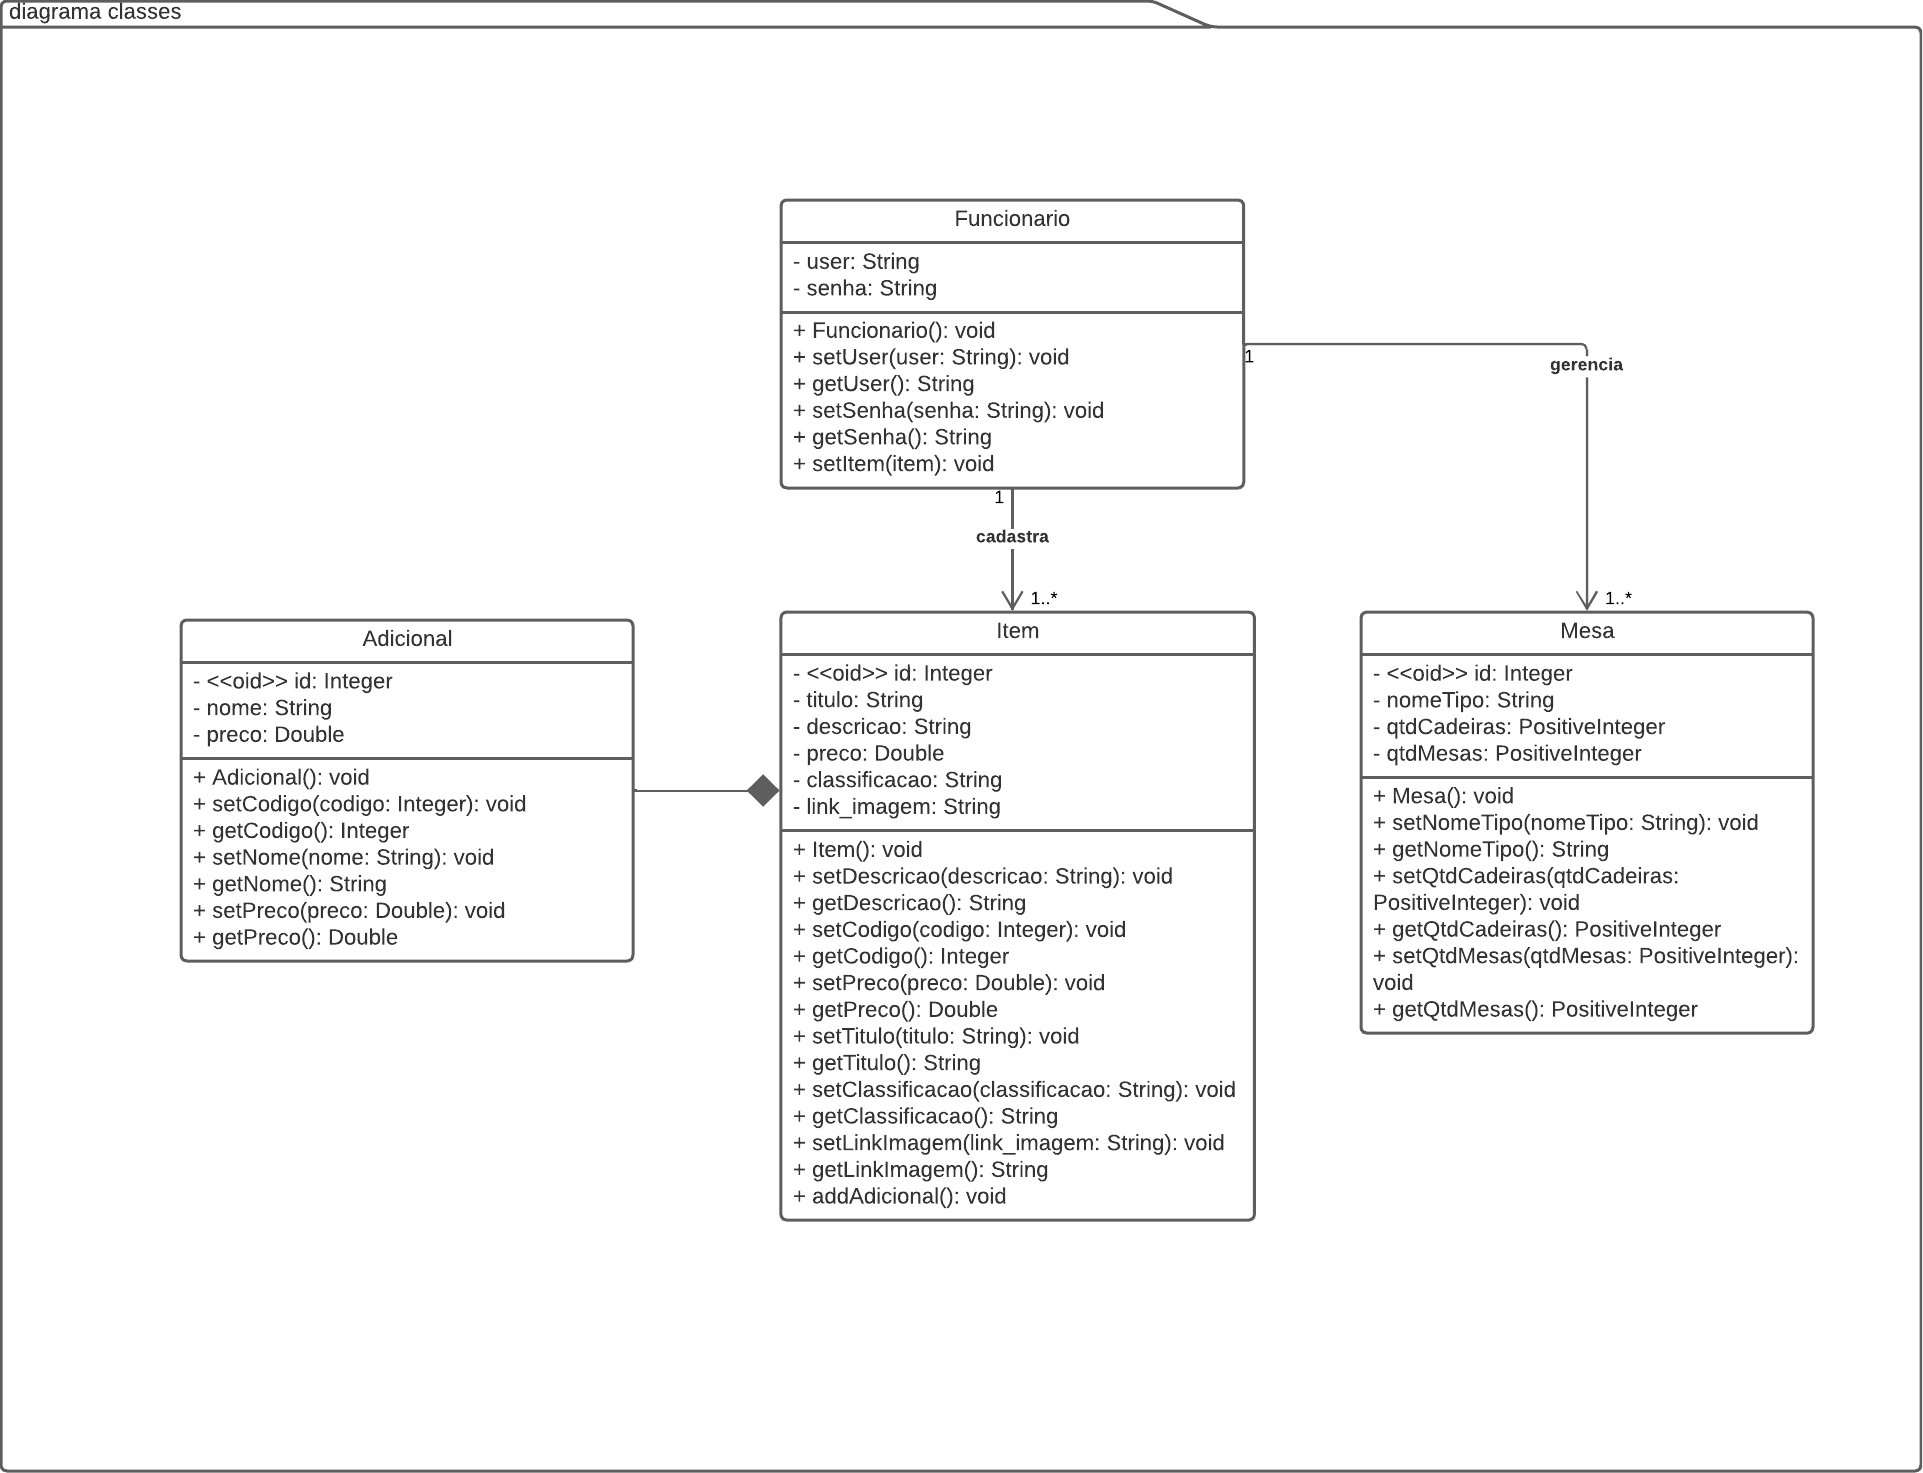 diagrama classes
Funcionario
- user: String
- senha: String
+ Funcionario(): void
+ setUser(user: String): void
+ getUser(): String
+ setSenha(senha: String): void
+ getSenha(): String
+ setItem(item): void
1
gerencia
1..*
1
cadastra
1..*
Adicional
- <<oid>> id: Integer
- nome: String
- preco: Double
+ Adicional(): void
+ setCodigo(codigo: Integer): void
+ getCodigo(): Integer
+ setNome(nome: String): void
+ getNome(): String
+ setPreco(preco: Double): void
+ getPreco(): Double
Item
- <<oid>> id: Integer
- titulo: String
- descricao: String
- preco: Double
- classificacao: String
- link_imagem: String
+ Item(): void
+ setDescricao(descricao: String): void
+ getDescricao(): String
+ setCodigo(codigo: Integer): void
+ getCodigo(): Integer
+ setPreco(preco: Double): void
+ getPreco(): Double
+ setTitulo(titulo: String): void
+ getTitulo(): String
+ setClassificacao(classificacao: String): void
+ getClassificacao(): String
+ setLinkImagem(link_imagem: String): void
+ getLinkImagem(): String
+ addAdicional(): void
Mesa
- <<oid>> id: Integer
- nomeTipo: String
- qtdCadeiras: PositiveInteger
- qtdMesas: PositiveInteger
+ Mesa(): void
+ setNomeTipo(nomeTipo: String): void
+ getNomeTipo(): String
+ setQtdCadeiras(qtdCadeiras:
PositiveInteger): void
+ getQtdCadeiras(): PositiveInteger
+ setQtdMesas(qtdMesas: PositiveInteger):
void
+ getQtdMesas(): PositiveInteger